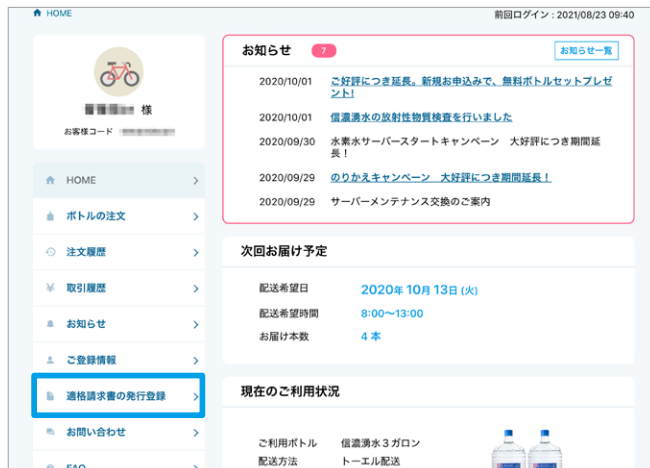 HOME
前回ログイン : 2021/08/23 09:40
様
お客様コード
HOME
ボトルの注文
注文履歴
取引履歴
お知らせ
ご登録情報
適格請求書の発行登録
お問い合わせ
FAQ
お知らせ 7
お知らせ一覧
2020/10/01 ご好評につき延長。新規お申込みで、無料ボトルセットプレゼ
ント!
2020/10/01 信濃湧水の放射性物質検査を行いました
2020/09/30 水素水サーバースタートキャンペーン 大好評につき期間延
長！
2020/09/29 のりかえキャンペーン 大好評につき期間延長！
2020/09/29 サーバーメンテナンス交換のご案内
次回お届け予定
配送希望日 2020年 10月 13日 (火)
配送希望時間 8:00〜13:00
お届け本数 4 本
現在のご利用状況
ご利用ボトル 信濃湧水３ガロン
配送方法 トーエル配送